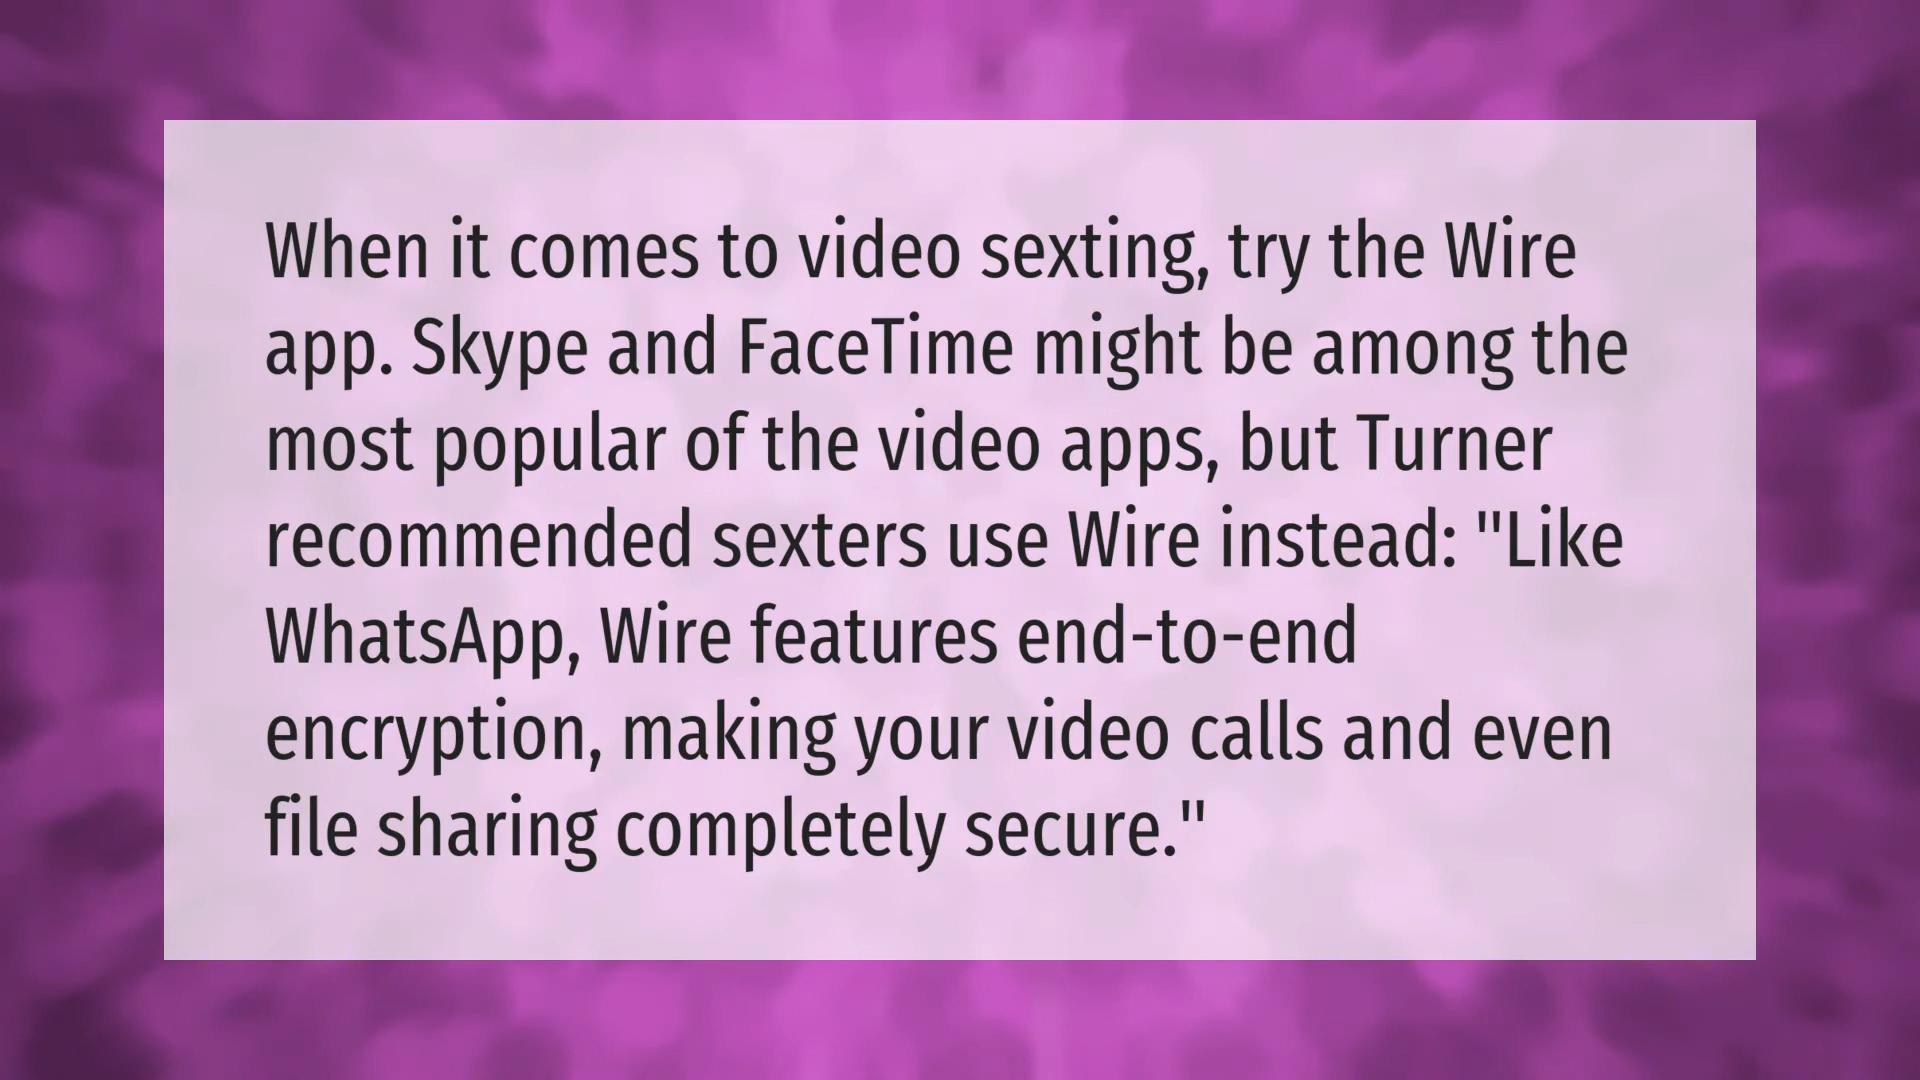 When it comes to video sexting, try the Wire
app. Skype and FaceTime might be among the
most popular of the video apps, but Turner
recommended sexters use Wire instead: "Like
WhatsApp, Wire features end-to-end
encryption, making your video calls and even
file sharing completely secure."